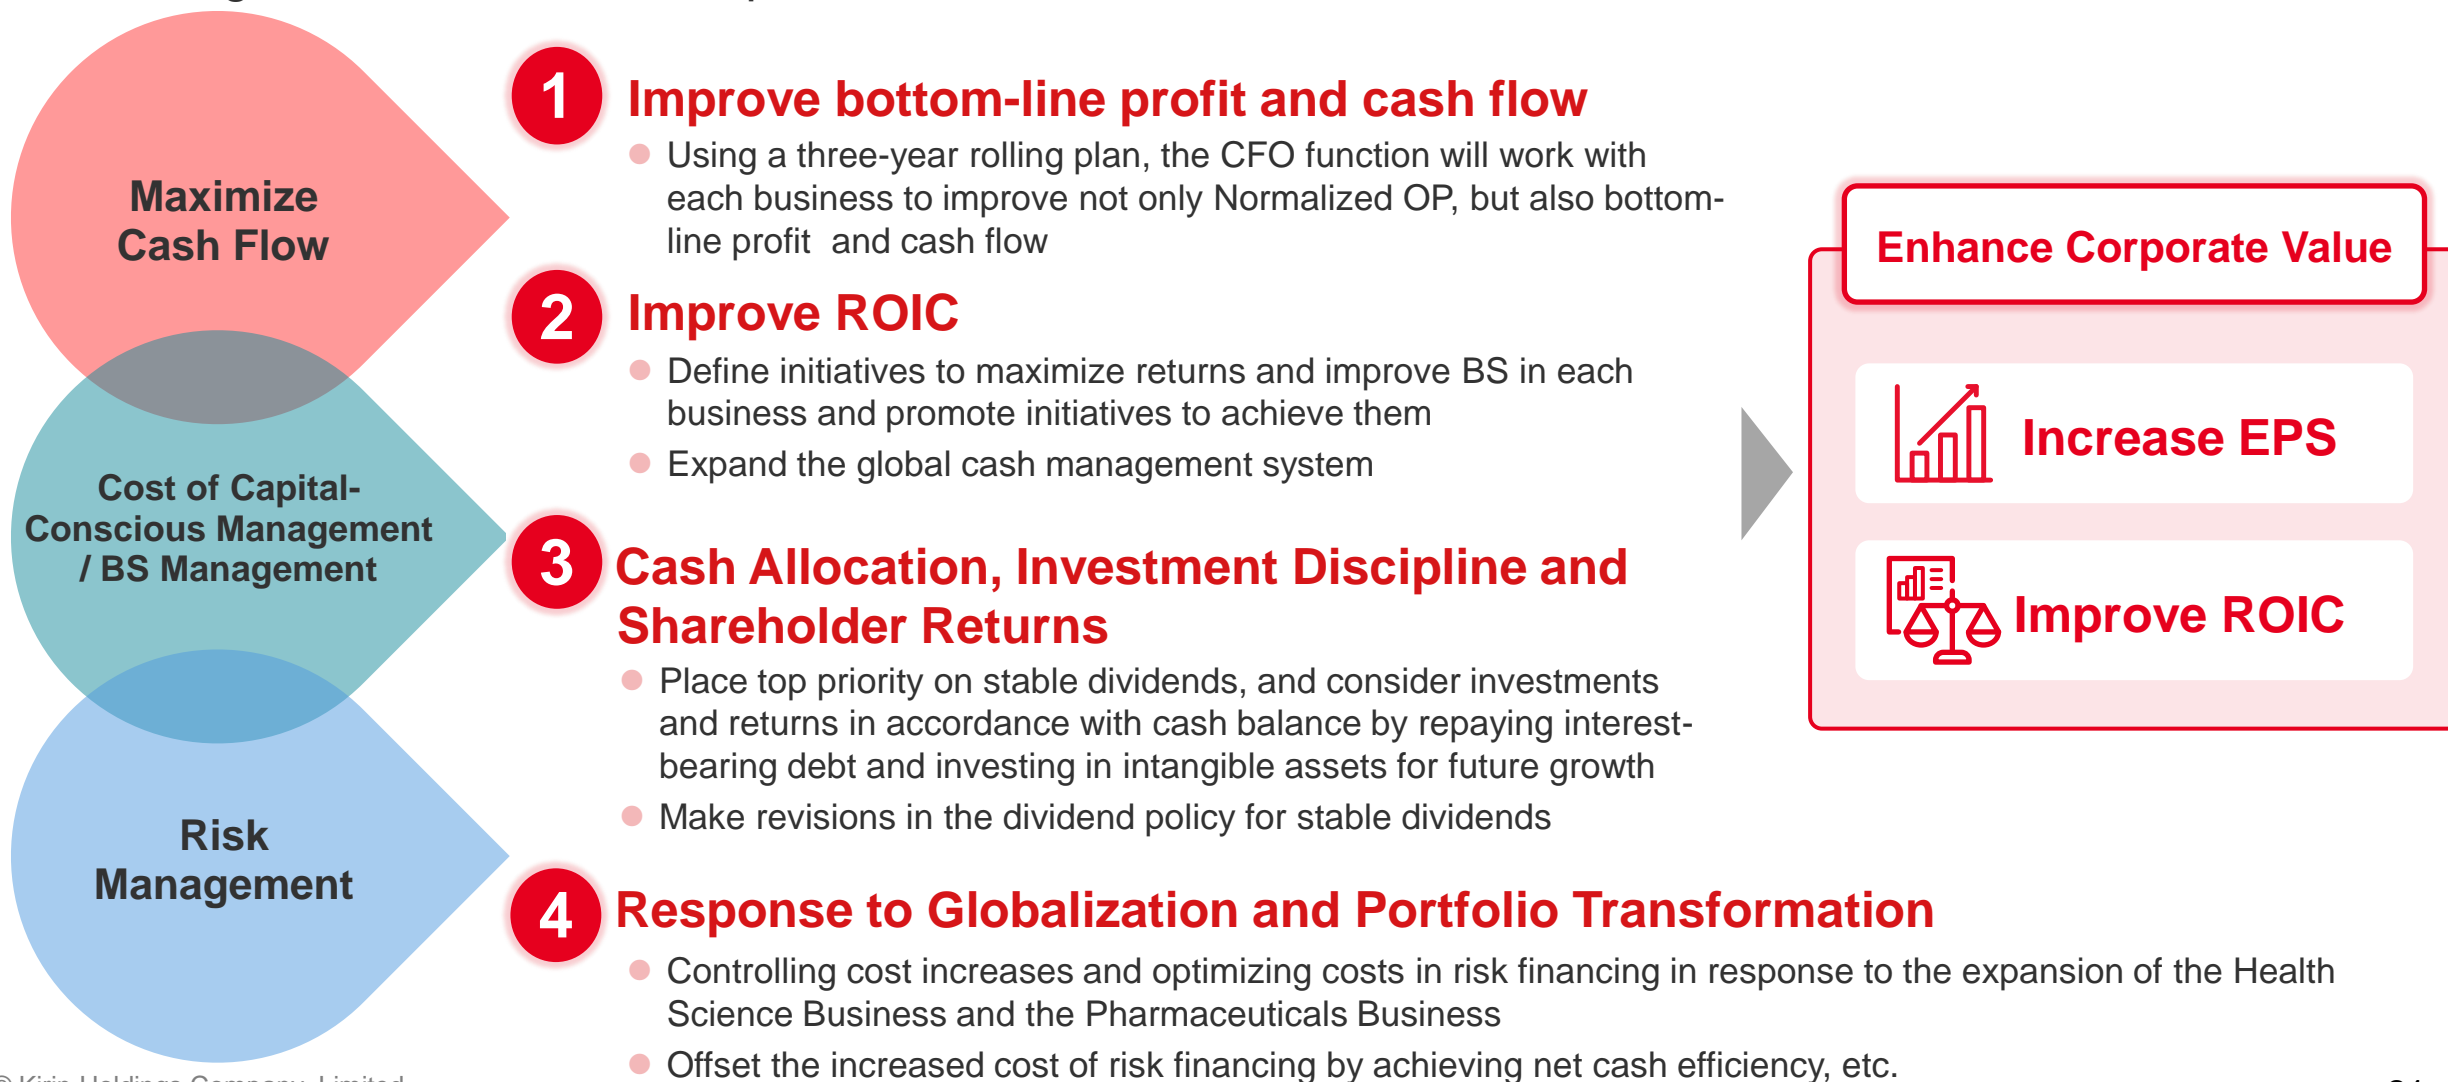 Maximize
Cash Flow
Cost of Capital-
Conscious Management
/ BS Management
Risk
Management
1
Improve bottom-line profit and cash flow
Using a three-year rolling plan, the CFO function will work with
each business to improve not only Normalized OP, but also bottom-
line profit and cash flow
2
Improve ROIC
Define initiatives to maximize returns and improve BS in each
business and promote initiatives to achieve them
Expand the global cash management system
3
Cash Allocation, Investment Discipline and
Shareholder Returns
Place top priority on stable dividends, and consider investments
and returns in accordance with cash balance by repaying interest-
bearing debt and investing in intangible assets for future growth
Make revisions in the dividend policy for stable dividends
4
Response to Globalization and Portfolio Transformation
Controlling cost increases and optimizing costs in risk financing in response to the expansion of the Health
Science Business and the Pharmaceuticals Business
Offset the increased cost of risk financing by achieving net cash efficiency, etc.
Enhance Corporate Value
Increase EPS
Improve ROIC
© Kirin Holdings Company, Limited